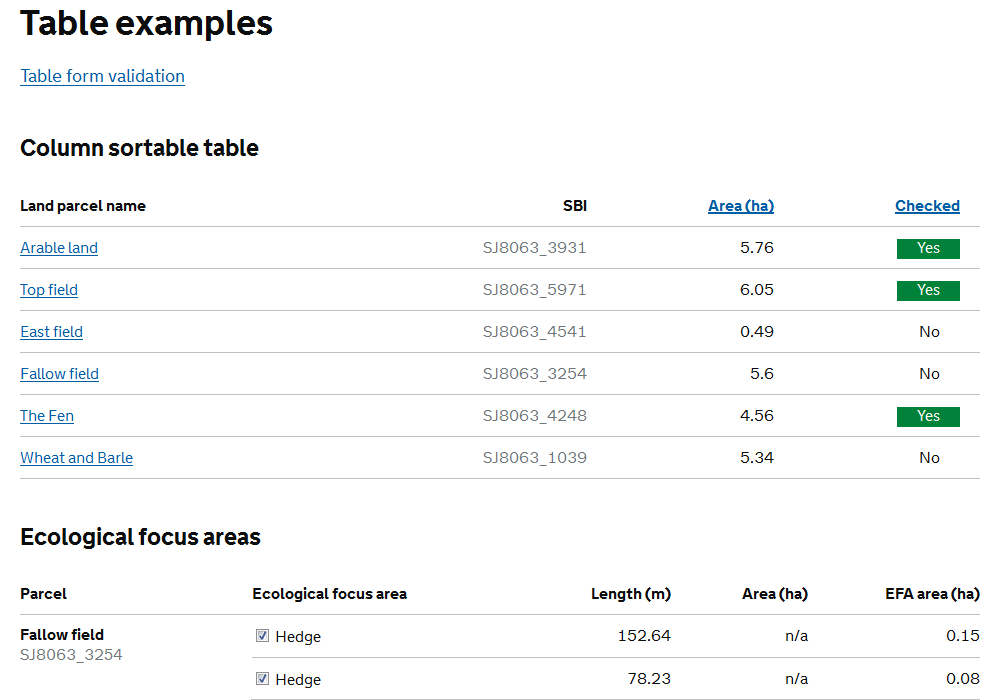 Table examples
Table form validation
Column sortable table
Land parcel name SBI Area (ha) Checked
Arable land SJ8063_3931 5.76 Yes
Top field SJ8063_5971 6.05 Yes
East field SJ8063_4541 0.49 No
Fallow field SJ8063_3254 5.6 No
The Fen SJ8063_4248 4.56 Yes
Wheat and Barle SJ8063_1039 5.34 No
Ecological focus areas
Parcel Ecological focus area Length (m) Area (ha) EFA area (ha)
Fallow field Hedge 152.64 n/a 0.15
SJ8063_3254
Hedge 78.23 n/a 0.08